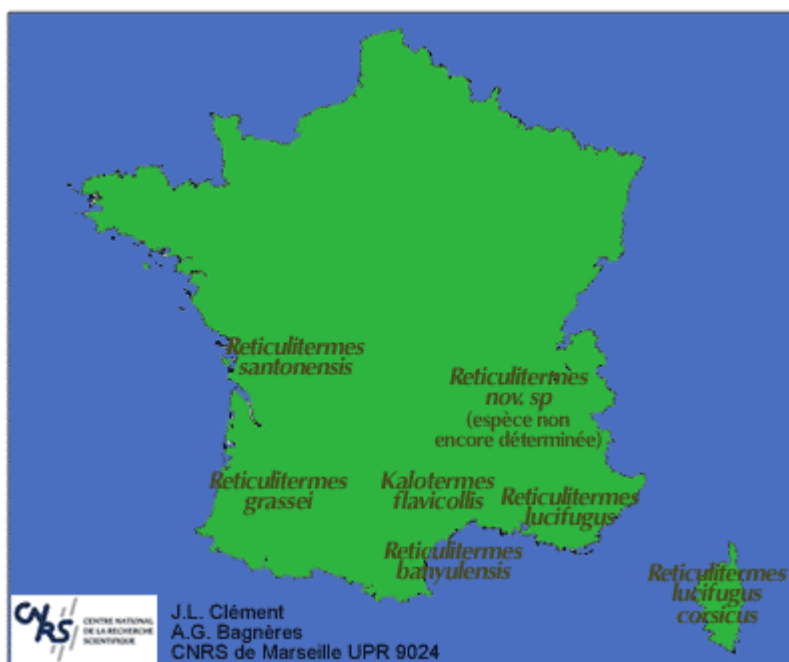 Reticulitermes
santonensis
Reticulitermes
nov. sp
(espèce non
encore déterminée)
Reticulitermes
grassei
Kalotermes
flavicollis
Reticulitermes
lucifugus
Reticulitermes
banyulensis
Reticulitermes
lucifugus
corsicus
CNRS
CENTRE NATIONAL
DE LA RECHERCHE
SCIENTIFIQUE
J.L. Clément
A.G. Bagnères
CNRS de Marseille UPR 9024